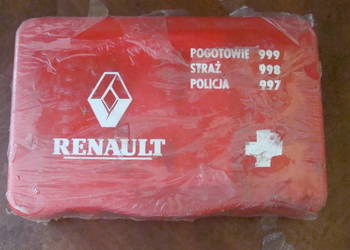 POGOTOWIE 999
STRAŻ 998
POLICJA 997
RENAULT